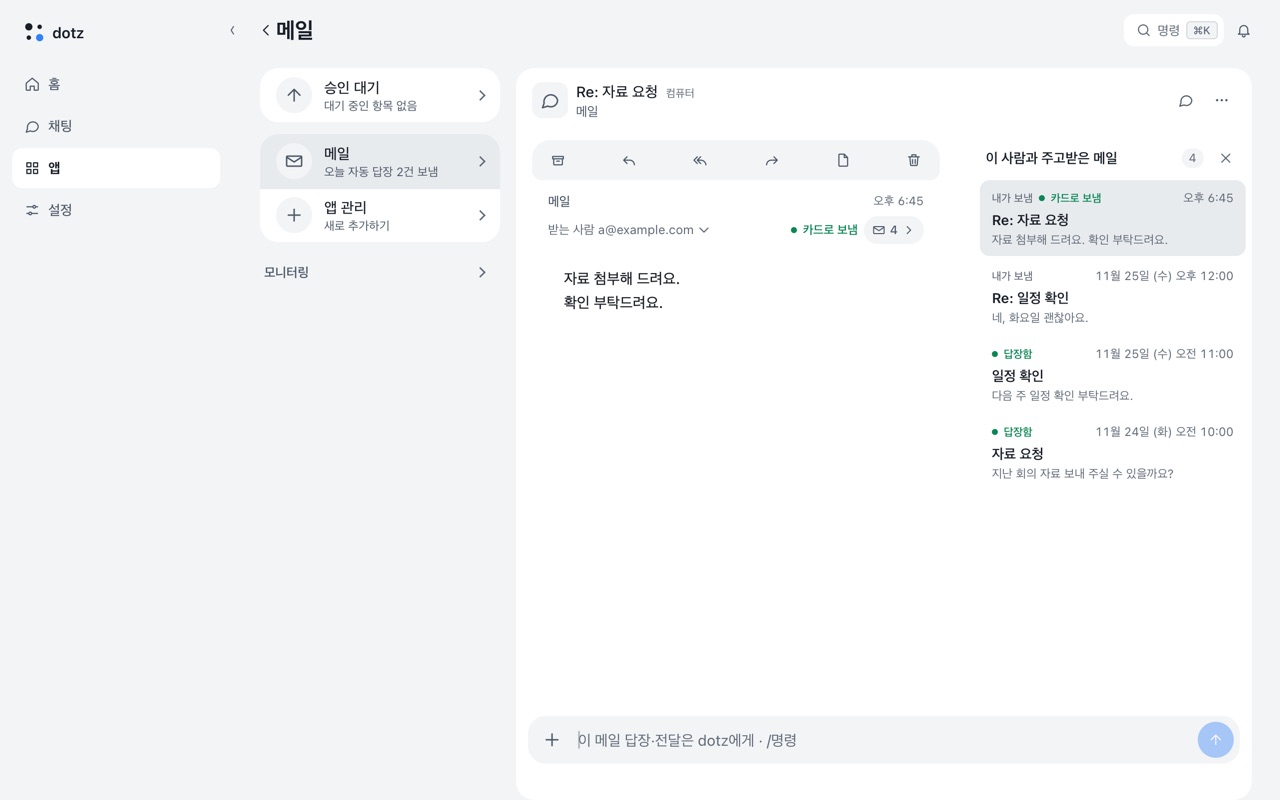 dotz
홈
채팅
앱
설정
메일
명령 ⌘K
승인 대기
대기 중인 항목 없음
메일
오늘 자동 답장 2건 보냄
앱 관리
새로 추가하기
모니터링
Re: 자료 요청 컴퓨터
메일
메일 오후 6:45
받는 사람 a@example.com 카드로 보냄 4
자료 첨부해 드려요.
확인 부탁드려요.
이 사람과 주고받은 메일 4
내가 보냄 카드로 보냄 오후 6:45
Re: 자료 요청
자료 첨부해 드려요. 확인 부탁드려요.
내가 보냄 11월 25일 (수) 오후 12:00
Re: 일정 확인
네, 화요일 괜찮아요.
답장함 11월 25일 (수) 오전 11:00
일정 확인
다음 주 일정 확인 부탁드려요.
답장함 11월 24일 (화) 오전 10:00
자료 요청
지난 회의 자료 보내 주실 수 있을까요?
이 메일 답장·전달은 dotz에게 · /명령